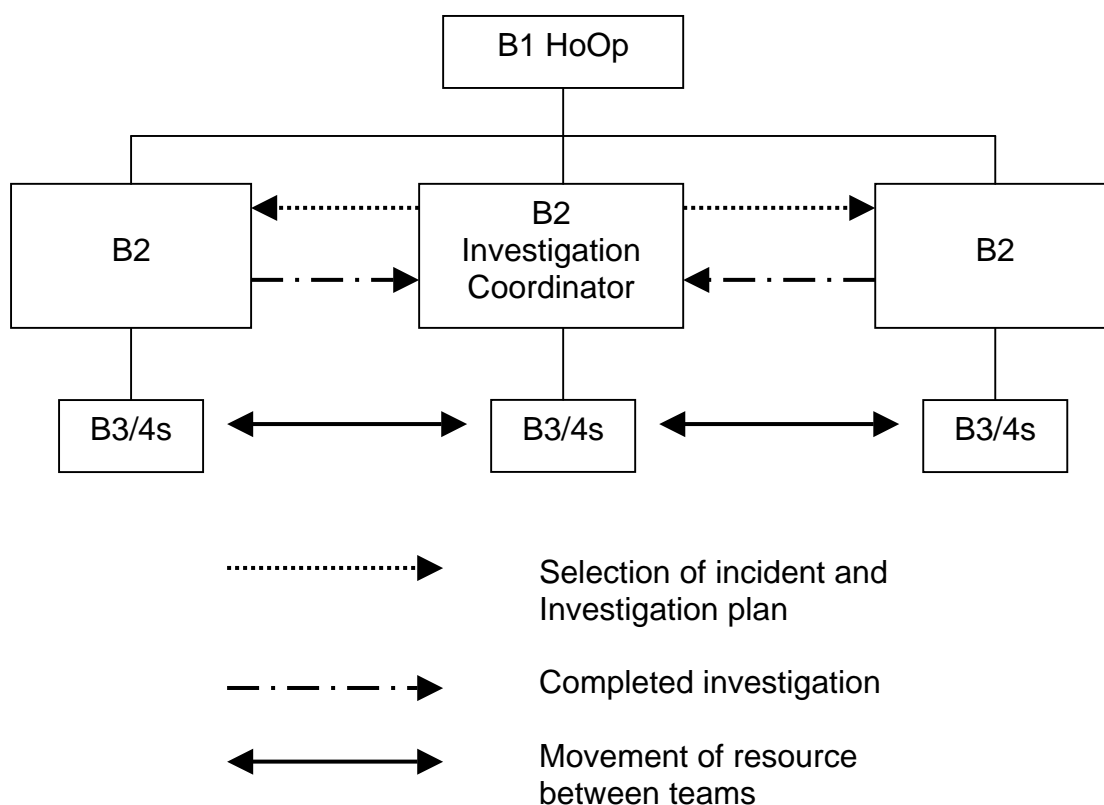 B1 HoOp
B2
B2
Investigation
Coordinator
B2
B3/4s
B3/4s
B3/4s
Selection of incident and
Investigation plan
Completed investigation
Movement of resource
between teams